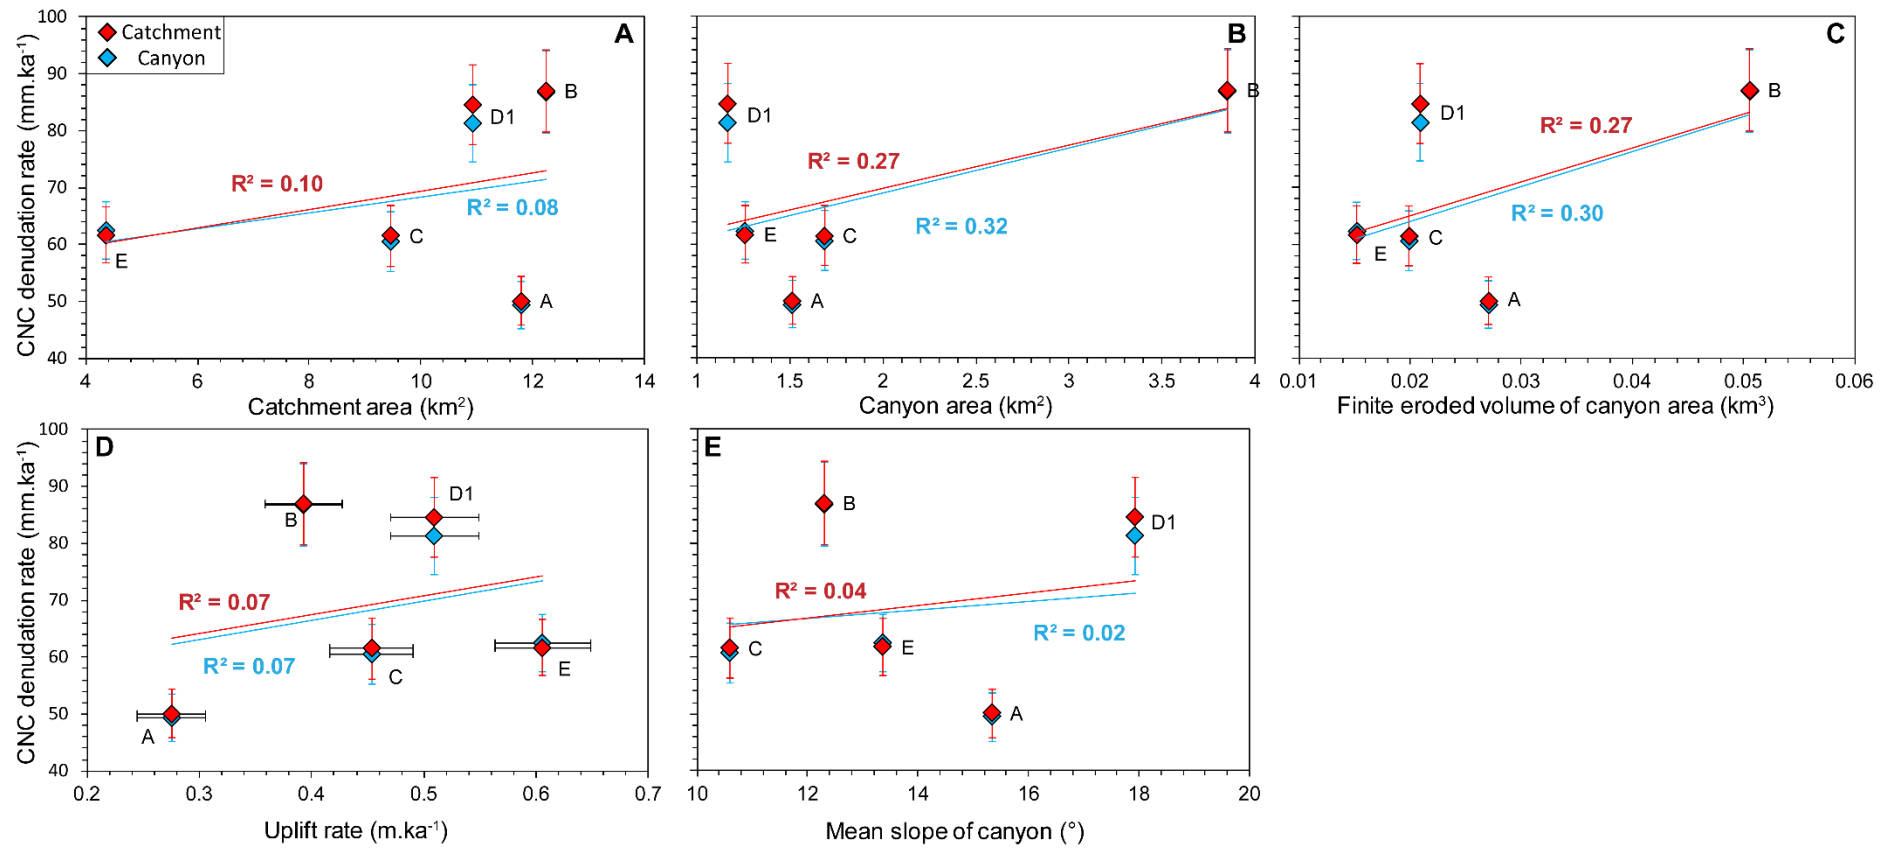 Catchment
Canyon
A
CNC denudation rate (mm.ka⁻¹)
100
90
80
70
60
50
40
B
D1
R² = 0.10
R² = 0.08
E
C
A
4
6
8
10
12
14
Catchment area (km²)
B
D1
B
R² = 0.27
R² = 0.32
E
C
A
1
1.5
2
2.5
3
3.5
4
Canyon area (km²)
C
B
D1
R² = 0.27
R² = 0.30
E
C
A
0.01
0.02
0.03
0.04
0.05
0.06
Finite eroded volume of canyon area (km³)
D
CNC denudation rate (mm.ka⁻¹)
100
90
80
70
60
50
40
D1
B
R² = 0.07
R² = 0.07
C
E
A
0.2
0.3
0.4
0.5
0.6
0.7
Uplift rate (m.ka⁻¹)
E
B
D1
R² = 0.04
R² = 0.02
C
E
A
10
12
14
16
18
20
Mean slope of canyon (°)